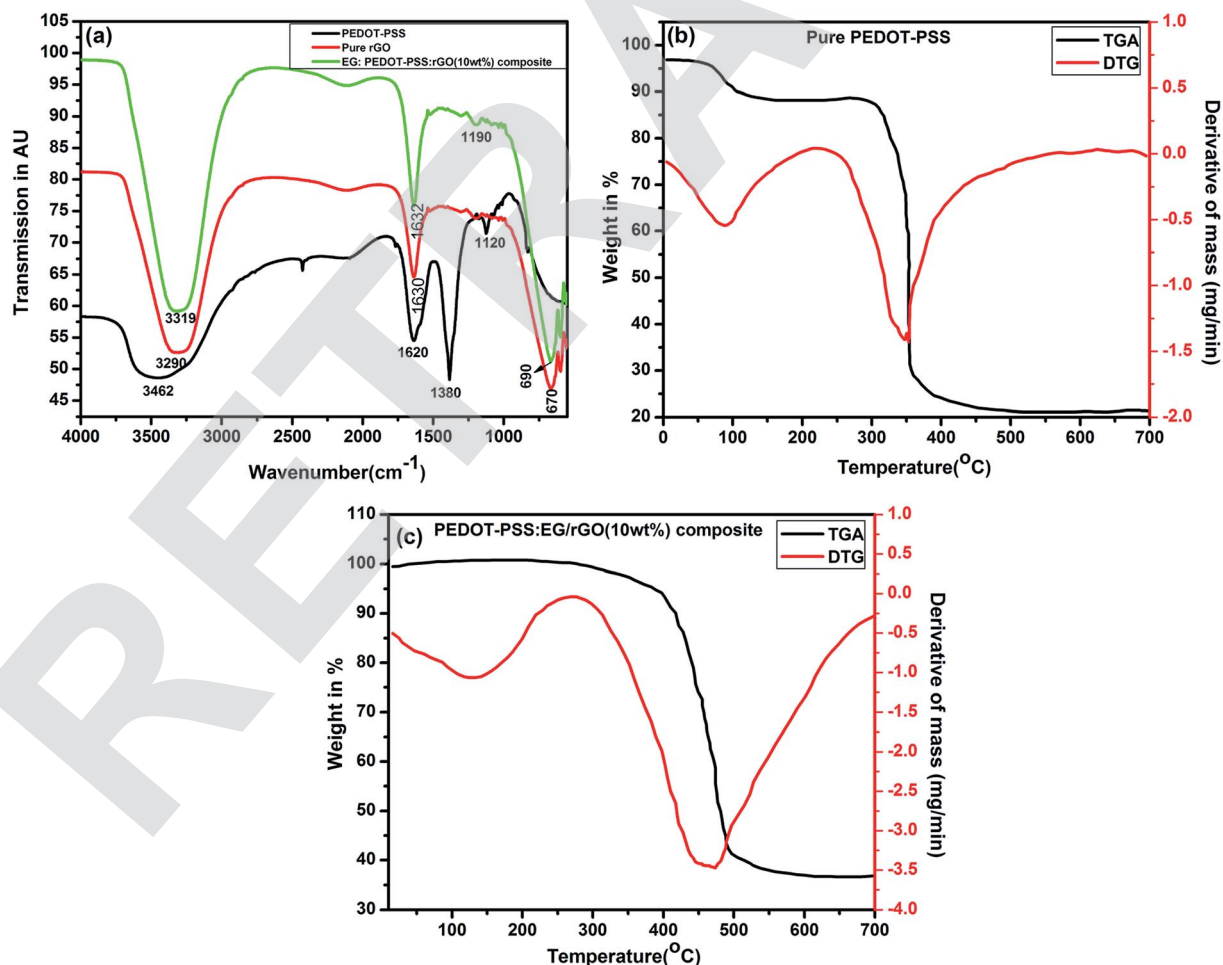 (a)
PEDOT-PSS
Pure rGO
EG: PEDOT-PSS:rGO(10wt%) composite
105
100
95
90
85
80
75
70
65
60
55
50
45
Transmission in AU
1190
1632
1120
1630
3319
3290
3462
1620
1380
690
670
4000 3500 3000 2500 2000 1500 1000
Wavenumber(cm⁻¹)
(b)
Pure PEDOT-PSS
TGA
DTG
100
90
80
70
60
50
40
30
20
Weight in %
1.0
0.5
0.0
-0.5
-1.0
-1.5
-2.0
Derivative of mass (mg/min)
0 100 200 300 400 500 600 700
Temperature(°C)
(c)
PEDOT-PSS:EG/rGO(10wt%) composite
TGA
DTG
110
100
90
80
70
60
50
40
30
Weight in %
1.0
0.5
0.0
-0.5
-1.0
-1.5
-2.0
-2.5
-3.0
-3.5
-4.0
Derivative of mass (mg/min)
100 200 300 400 500 600 700
Temperature(°C)
RETRA